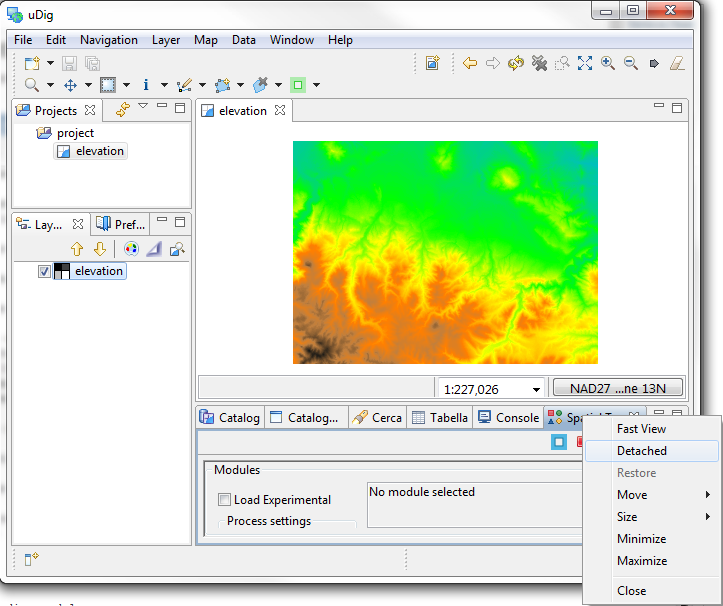 uDig
File Edit Navigation Layer Map Data Window Help
Projects
project
elevation
elevation
Lay...
Pref...
elevation
1:227,026
NAD27 ...ne 13N
Catalog
Catalog...
Cerca
Tabella
Console
Spatial T...
Modules
Load Experimental
Process settings
No module selected
Fast View
Detached
Restore
Move
Size
Minimize
Maximize
Close